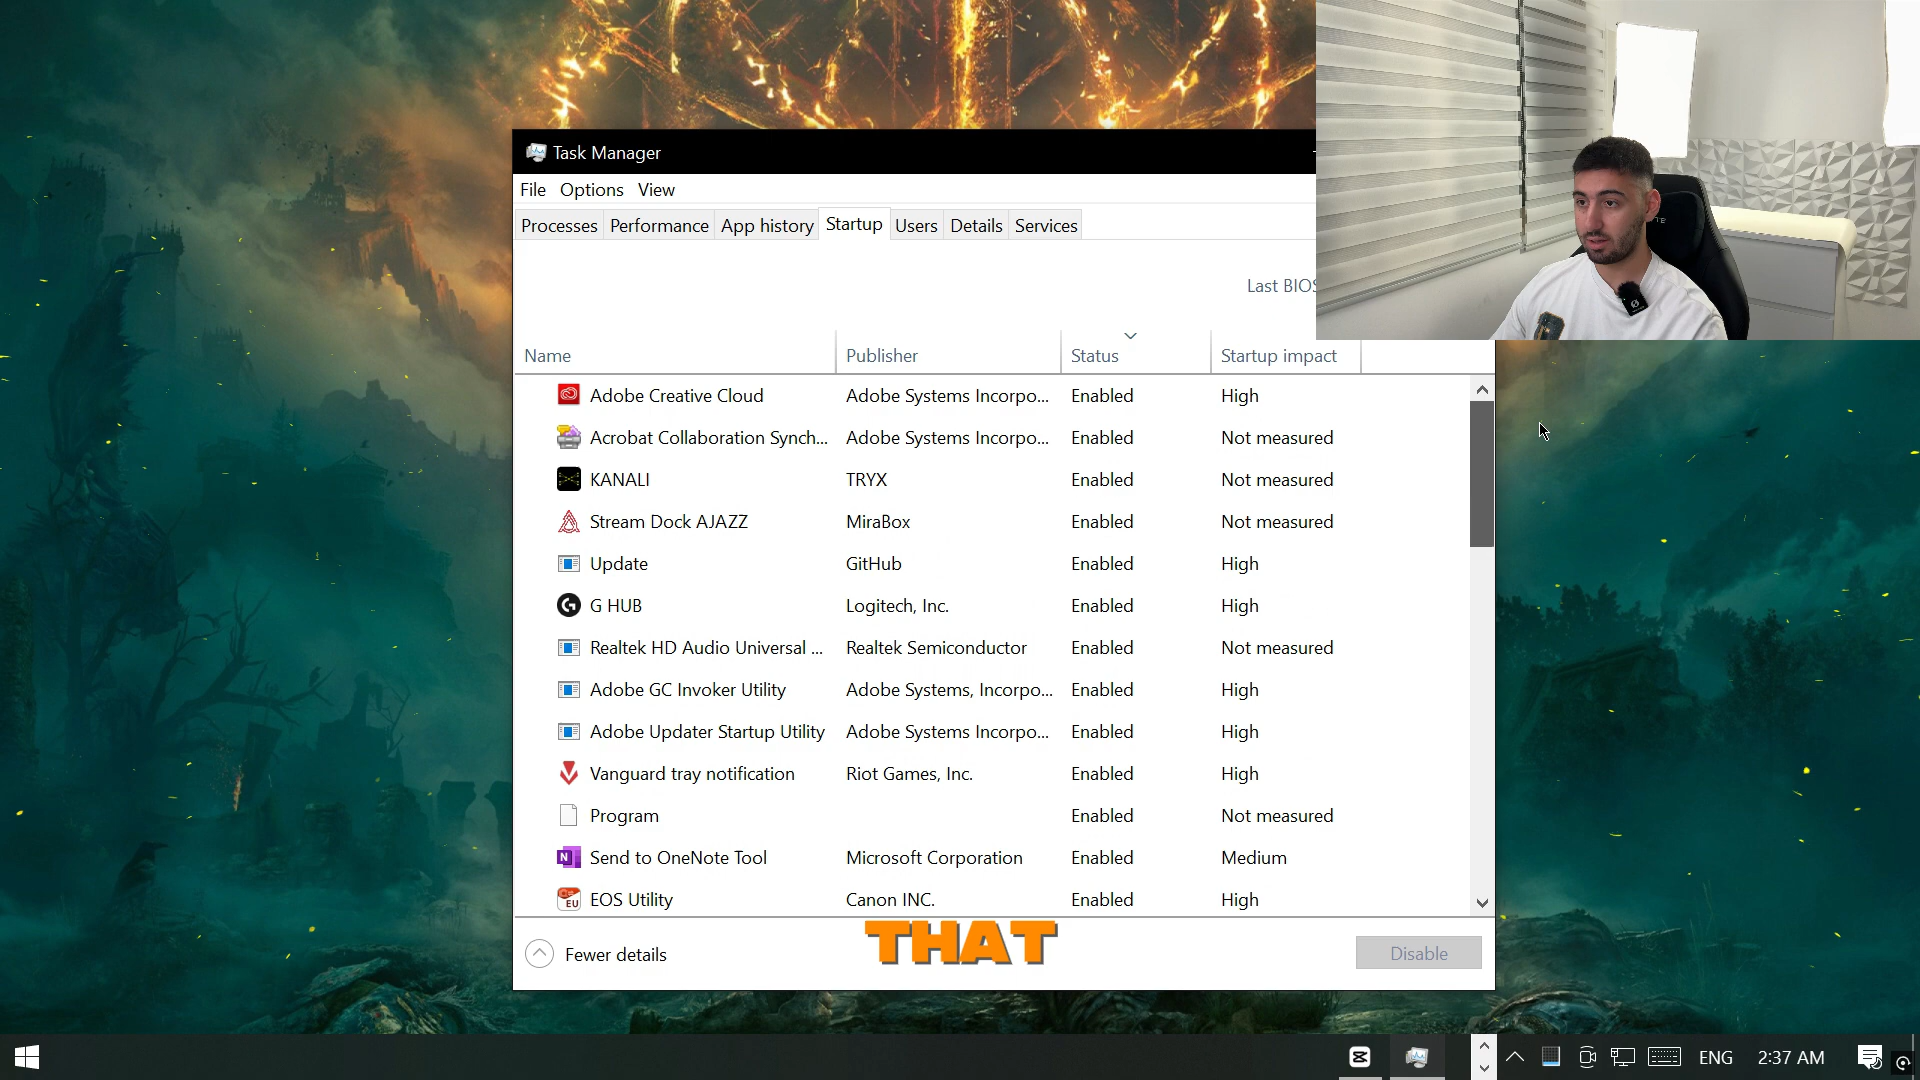 Task Manager
File Options View
Processes Performance App history Startup Users Details Services
Last BIOS
Name Publisher Status Startup impact
Adobe Creative Cloud Adobe Systems Incorpo... Enabled High
Acrobat Collaboration Synch... Adobe Systems Incorpo... Enabled Not measured
KANALI TRYX Enabled Not measured
Stream Dock AJAZZ MiraBox Enabled Not measured
Update GitHub Enabled High
G HUB Logitech, Inc. Enabled High
Realtek HD Audio Universal ... Realtek Semiconductor Enabled Not measured
Adobe GC Invoker Utility Adobe Systems, Incorpo... Enabled High
Adobe Updater Startup Utility Adobe Systems Incorpo... Enabled High
Vanguard tray notification Riot Games, Inc. Enabled High
Program Enabled Not measured
Send to OneNote Tool Microsoft Corporation Enabled Medium
EOS Utility Canon INC. Enabled High
THAT
Fewer details Disable
ENG 2:37 AM